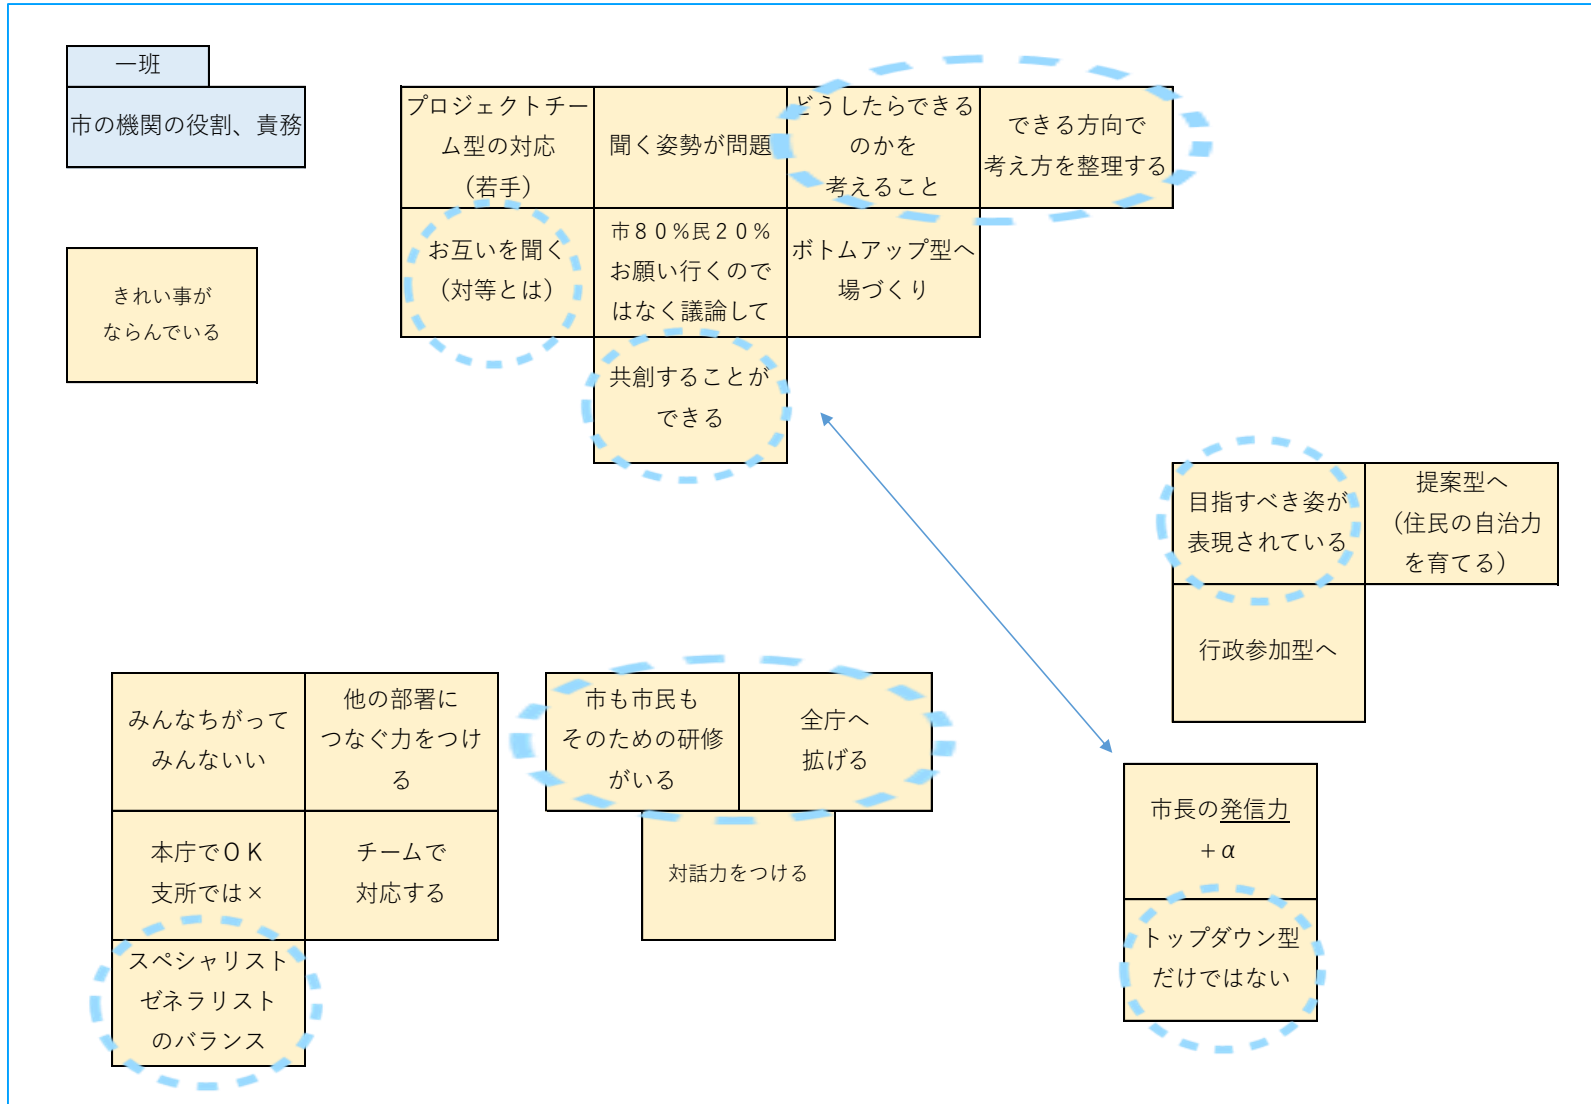 一班
市の機関の役割、責務
プロジェクトチー
ム型の対応
（若手）
聞く姿勢が問題
どうしたらできる
のかを
考えること
できる方向で
考え方を整理する
お互いを聞く
（対等とは）
市８０％民２０％
お願い行くので
はなく議論して
ボトムアップ型へ
場づくり
共創することが
できる
きれい事が
ならんでいる
目指すべき姿が
表現されている
提案型へ
（住民の自治力
を育てる）
行政参加型へ
みんなちがって
みんないい
他の部署に
つなぐ力をつけ
る
本庁でＯＫ
支所では×
チームで
対応する
スペシャリスト
ゼネラリスト
のバランス
市も市民も
そのための研修
がいる
全庁へ
拡げる
対話力をつける
市長の発信力
＋α
トップダウン型
だけではない